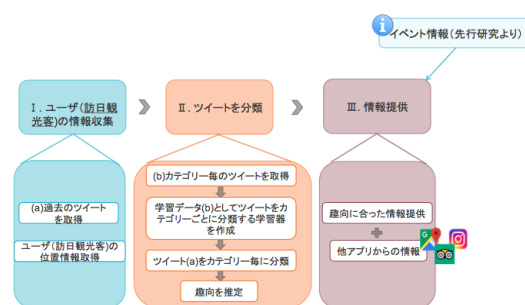 イベント情報(先行研究より)
Ⅰ. ユーザ(訪日観
光客)の情報収集
Ⅱ. ツイートを分類
Ⅲ. 情報提供
(a)過去のツイート
を取得
ユーザ(訪日観光客)の
位置情報取得
(b)カテゴリー毎のツイートを取得
学習データ(b)としてツイートをカ
テゴリーごとに分類する学習器
を作成
ツイート(a)をカテゴリー毎に分類
趣向を推定
趣向に合った情報提供
他アプリからの情報